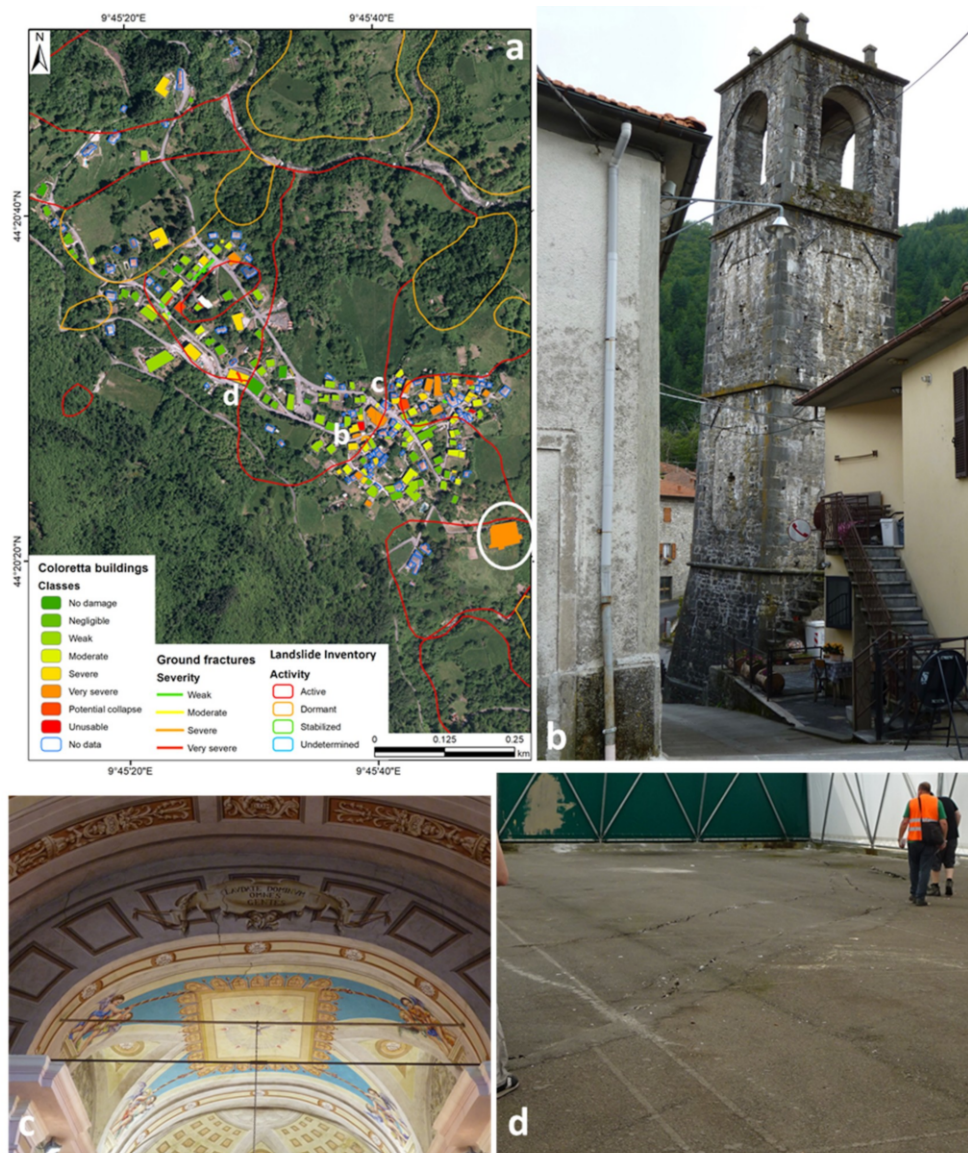 9°45'20"E
9°45'40"E
N
a
44°20'40"N
44°20'20"N
c
d
b
Coloretta buildings
Classes
No damage
Negligible
Weak
Moderate
Severe
Very severe
Potential collapse
Unusable
No data
Ground fractures
Severity
Weak
Moderate
Severe
Very severe
Landslide Inventory
Activity
Active
Dormant
Stabilized
Undetermined
0 0.125 0.25
km
9°45'20"E
9°45'40"E
b
OMNES
GENTES
c
d